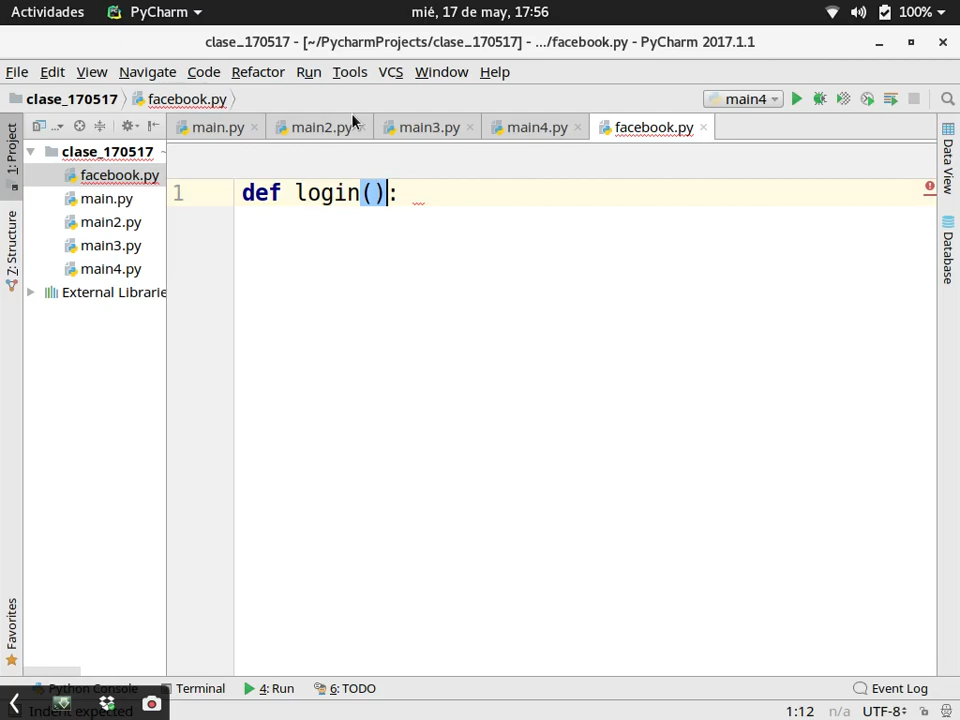 Actividades PyCharm mié, 17 de may, 17:56 100%
clase_170517 - [~/PycharmProjects/clase_170517] - .../facebook.py - PyCharm 2017.1.1
File Edit View Navigate Code Refactor Run Tools VCS Window Help
clase_170517 facebook.py main4
1: Project
... main.py main2.py main3.py main4.py facebook.py
Data View
clase_170517 ~
facebook.py
main.py
main2.py
main3.py
main4.py
External Librarie
1 def login():
7: Structure
Database
Favorites
Python Console Terminal 4: Run 6: TODO Event Log
Indent expected 1:12 n/a UTF-8